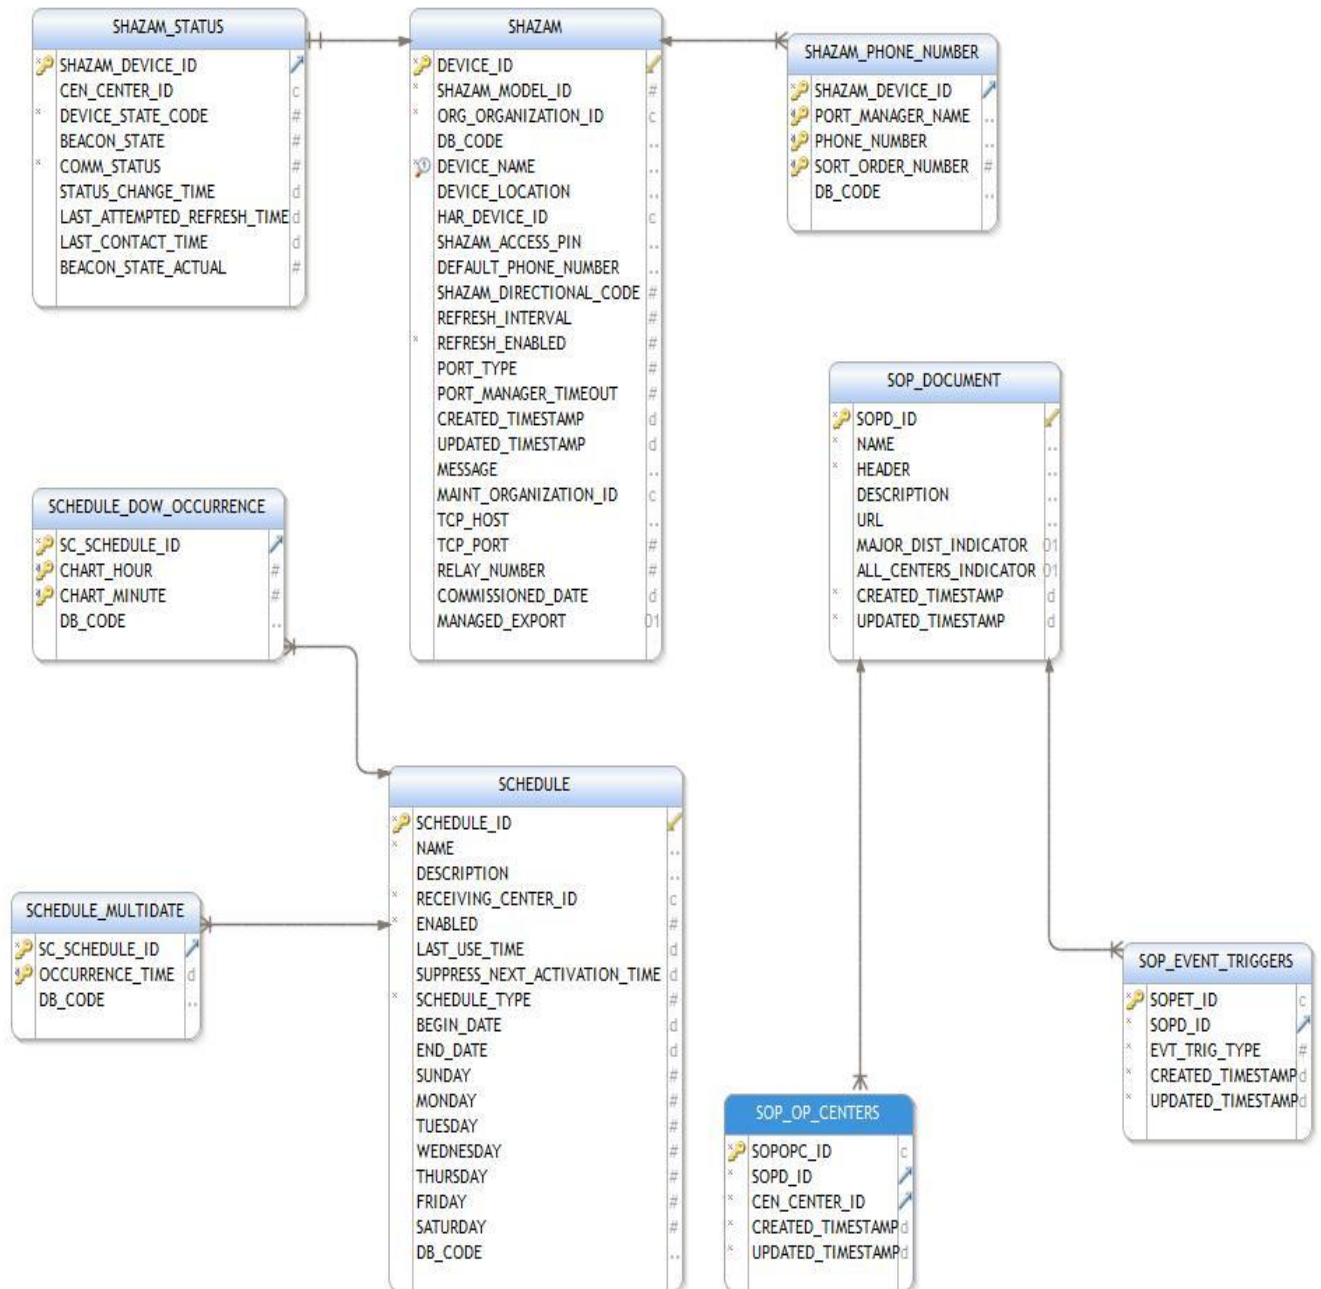 SHAZAM_STATUS
SHAZAM_DEVICE_ID
CEN_CENTER_ID c
DEVICE_STATE_CODE #
BEACON_STATE #
COMM_STATUS #
STATUS_CHANGE_TIME d
LAST_ATTEMPTED_REFRESH_TIME d
LAST_CONTACT_TIME d
BEACON_STATE_ACTUAL #
SHAZAM
DEVICE_ID
SHAZAM_MODEL_ID #
ORG_ORGANIZATION_ID c
DB_CODE ..
DEVICE_NAME ..
DEVICE_LOCATION ..
HAR_DEVICE_ID c
SHAZAM_ACCESS_PIN ..
DEFAULT_PHONE_NUMBER ..
SHAZAM_DIRECTIONAL_CODE #
REFRESH_INTERVAL #
REFRESH_ENABLED #
PORT_TYPE #
PORT_MANAGER_TIMEOUT #
CREATED_TIMESTAMP d
UPDATED_TIMESTAMP d
MESSAGE ..
MAINT_ORGANIZATION_ID c
TCP_HOST ..
TCP_PORT #
RELAY_NUMBER #
COMMISSIONED_DATE d
MANAGED_EXPORT 01
SHAZAM_PHONE_NUMBER
SHAZAM_DEVICE_ID
PORT_MANAGER_NAME ..
PHONE_NUMBER ..
SORT_ORDER_NUMBER #
DB_CODE ..
SOP_DOCUMENT
SOPD_ID
NAME ..
HEADER ..
DESCRIPTION ..
URL ..
MAJOR_DIST_INDICATOR 01
ALL_CENTERS_INDICATOR 01
CREATED_TIMESTAMP d
UPDATED_TIMESTAMP d
SCHEDULE_DOW_OCCURRENCE
SC_SCHEDULE_ID
CHART_HOUR #
CHART_MINUTE #
DB_CODE ..
SCHEDULE
SCHEDULE_ID
NAME ..
DESCRIPTION ..
RECEIVING_CENTER_ID c
ENABLED #
LAST_USE_TIME d
SUPPRESS_NEXT_ACTIVATION_TIME d
SCHEDULE_TYPE #
BEGIN_DATE d
END_DATE d
SUNDAY #
MONDAY #
TUESDAY #
WEDNESDAY #
THURSDAY #
FRIDAY #
SATURDAY #
DB_CODE ..
SCHEDULE_MULTIDATE
SC_SCHEDULE_ID
OCCURRENCE_TIME d
DB_CODE ..
SOP_EVENT_TRIGGERS
SOPET_ID c
SOPD_ID
EVT_TRIG_TYPE #
CREATED_TIMESTAMP d
UPDATED_TIMESTAMP d
SOP_OP_CENTERS
SOPOPC_ID c
SOPD_ID
CEN_CENTER_ID
CREATED_TIMESTAMP d
UPDATED_TIMESTAMP d